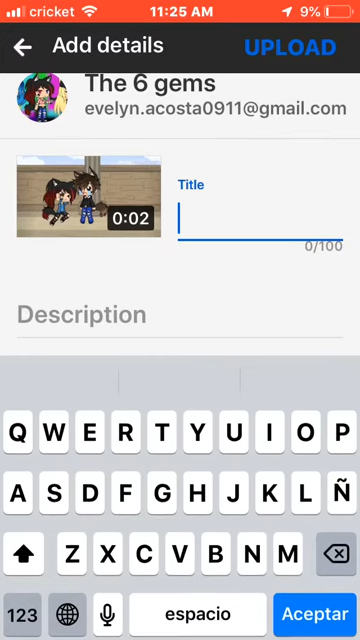 cricket 11:25 AM 9%
Add details UPLOAD
The 6 gems
evelyn.acosta0911@gmail.com
0:02
Title
0/100
Description
Q W E R T Y U I O P
A S D F G H J K L Ñ
Z X C V B N M
123 espacio Aceptar